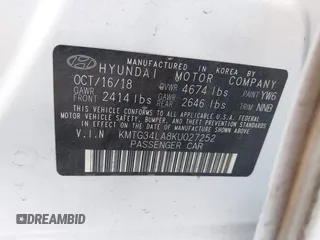 MANUFACTURED IN KOREA BY
HYUNDAI MOTOR COMPANY
OCT/16/18 GVWR 4674 lbs PAINT YW6
GAWR FRONT 2414 lbs GAWR REAR 2646 lbs TRIM NNB
THIS VEHICLE CONFORMS TO ALL APPLICABLE
FEDERAL MOTOR VEHICLE SAFETY, BUMPER, AND
THEFT PREVENTION STANDARDS IN EFFECT ON
THE DATE OF MANUFACTURE SHOWN ABOVE.
V.I.N KMTG34LA8KU027252
PASSENGER CAR
DREAMBID